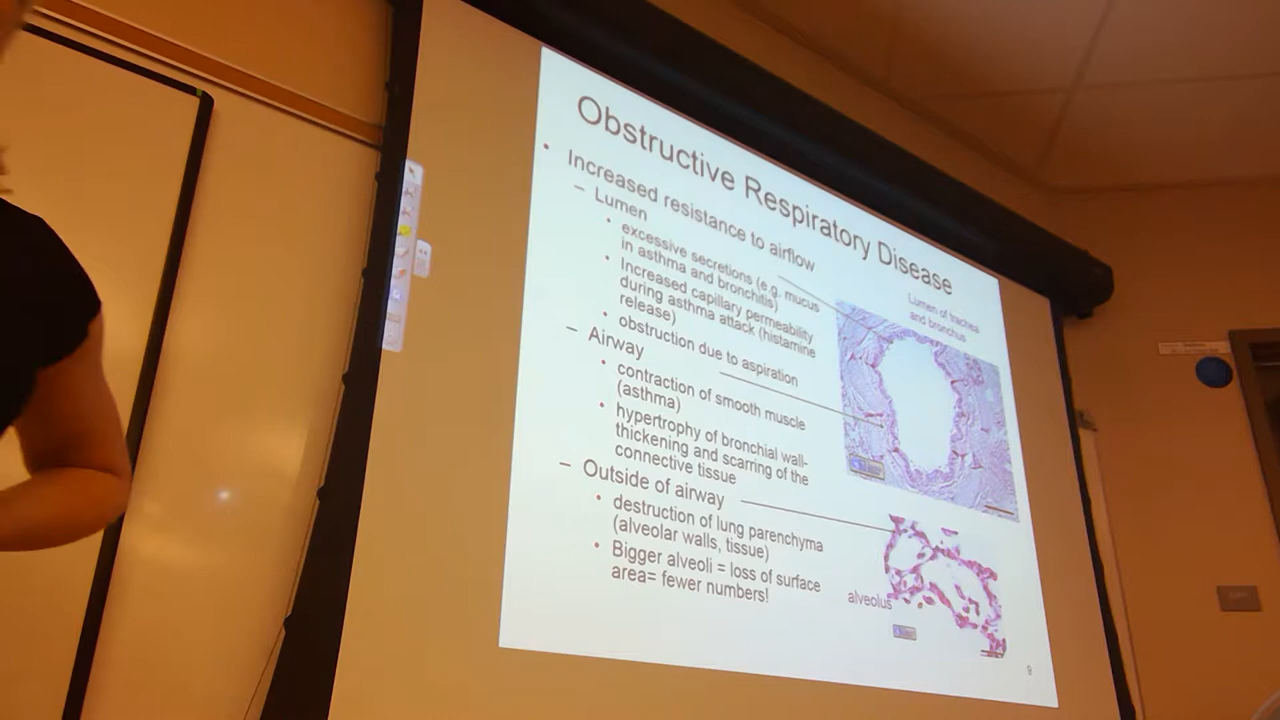 Obstructive Respiratory Disease
• Increased resistance to airflow
– Lumen
• excessive secretions (e.g. mucus
in asthma and bronchitis)
• Increased capillary permeability
during asthma attack (histamine
release)
• obstruction due to aspiration
– Airway
• contraction of smooth muscle
(asthma)
• hypertrophy of bronchial wall-
thickening and scarring of the
connective tissue
– Outside of airway
• destruction of lung parenchyma
(alveolar walls, tissue)
• Bigger alveoli = loss of surface
area= fewer numbers!
Lumen of trachea
and bronchus
alveolus
9